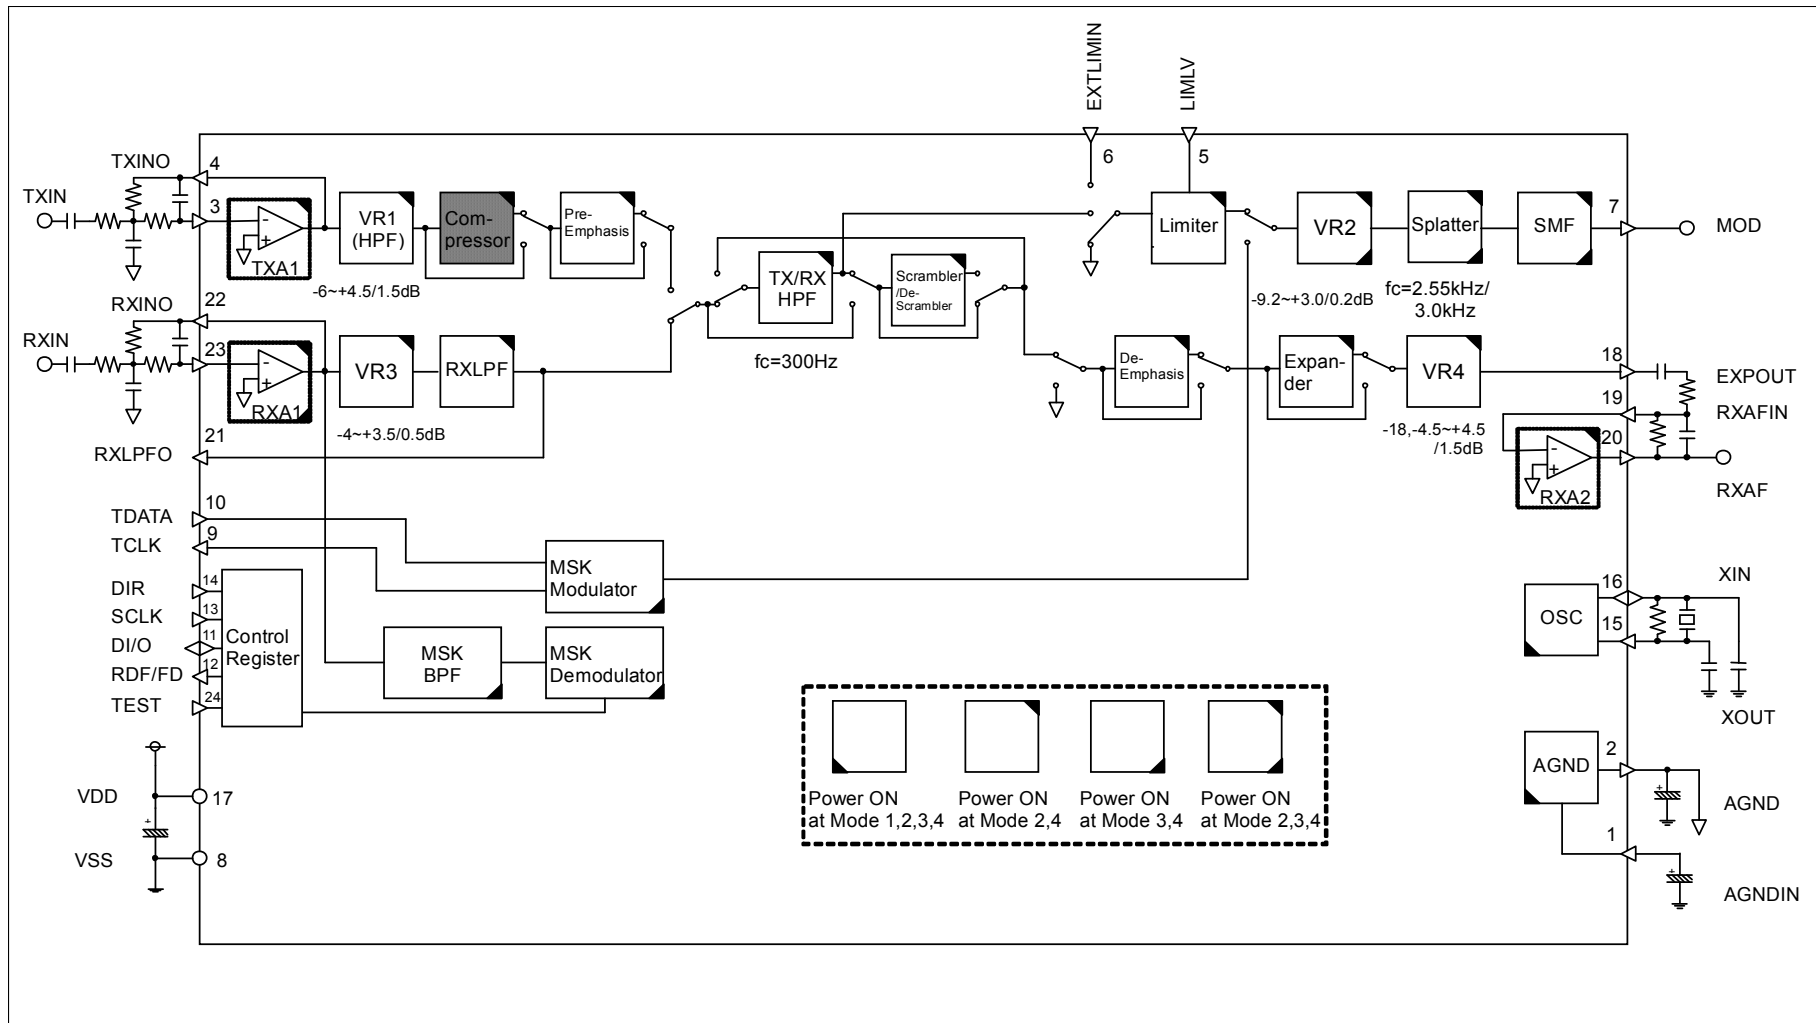 EXTLIMIN
LIMLV
6
5
TXINO
4
TXIN
3
-
+
TXA1
VR1
(HPF)
Com-
pressor
Pre-
Emphasis
-6~+4.5/1.5dB
TX/RX
HPF
fc=300Hz
Scrambler
/De-
Scrambler
Limiter
VR2
Splatter
SMF
7
MOD
-9.2~+3.0/0.2dB
fc=2.55kHz/
3.0kHz
RXINO
22
RXIN
23
-
+
RXA1
VR3
RXLPF
-4~+3.5/0.5dB
De-
Emphasis
Expan-
der
VR4
-18,-4.5~+4.5
/1.5dB
18
EXPOUT
19
RXAFIN
20
-
+
RXA2
RXAF
21
RXLPFO
TDATA
10
TCLK
9
MSK
Modulator
DIR
14
SCLK
13
DI/O
11
RDF/FD
12
TEST
24
Control
Register
MSK
BPF
MSK
Demodulator
OSC
16
XIN
15
XOUT
AGND
2
AGND
+
1
+
AGNDIN
VDD
17
+
VSS
8
Power ON
at Mode 1,2,3,4
Power ON
at Mode 2,4
Power ON
at Mode 3,4
Power ON
at Mode 2,3,4